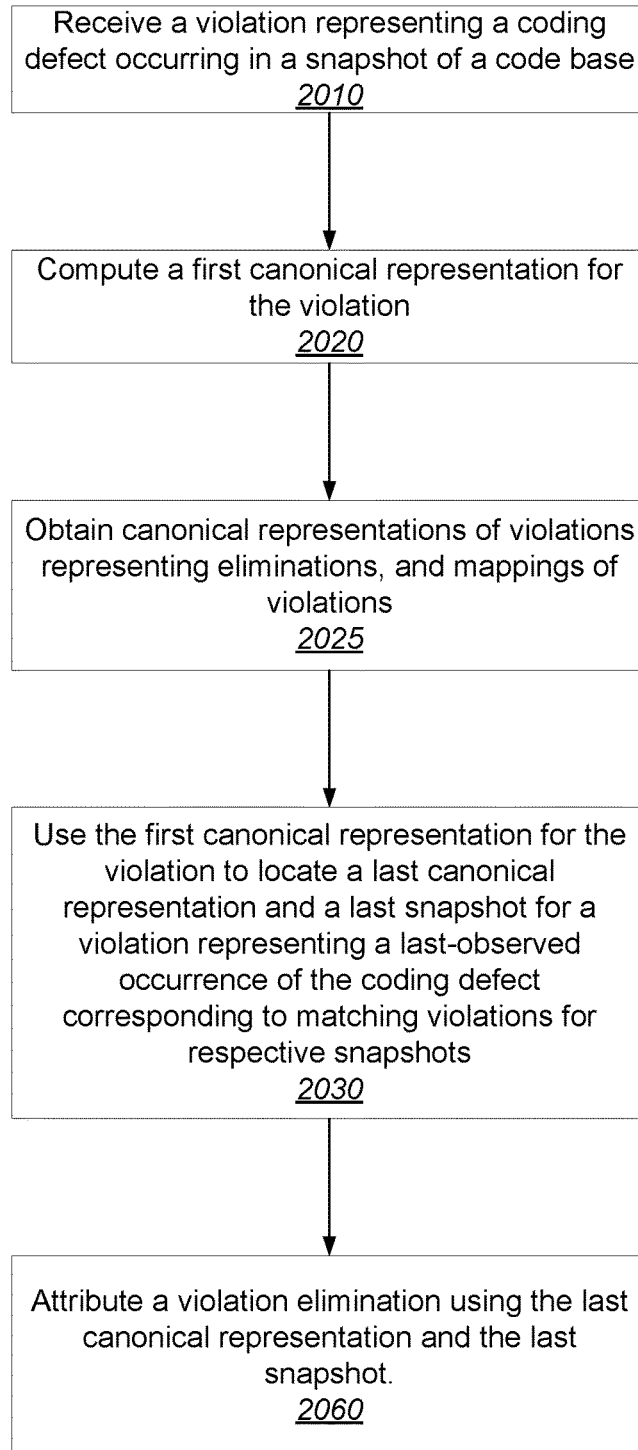 Receive a violation representing a coding
defect occurring in a snapshot of a code base
2010
Compute a first canonical representation for
the violation
2020
Obtain canonical representations of violations
representing eliminations, and mappings of
violations
2025
Use the first canonical representation for the
violation to locate a last canonical
representation and a last snapshot for a
violation representing a last-observed
occurrence of the coding defect
corresponding to matching violations for
respective snapshots
2030
Attribute a violation elimination using the last
canonical representation and the last
snapshot.
2060